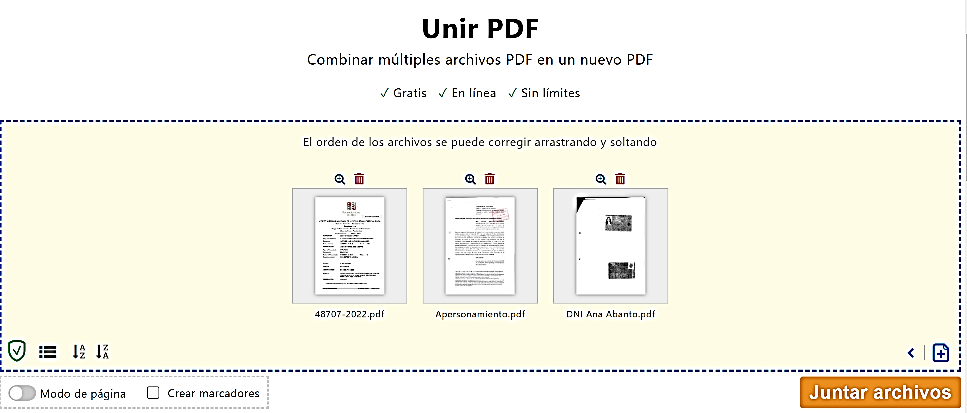 Unir PDF
Combinar múltiples archivos PDF en un nuevo PDF
✓ Gratis ✓ En línea ✓ Sin límites
El orden de los archivos se puede corregir arrastrando y soltando
48707-2022.pdf Apersonamiento.pdf DNI Ana Abanto.pdf
Modo de página Crear marcadores Juntar archivos